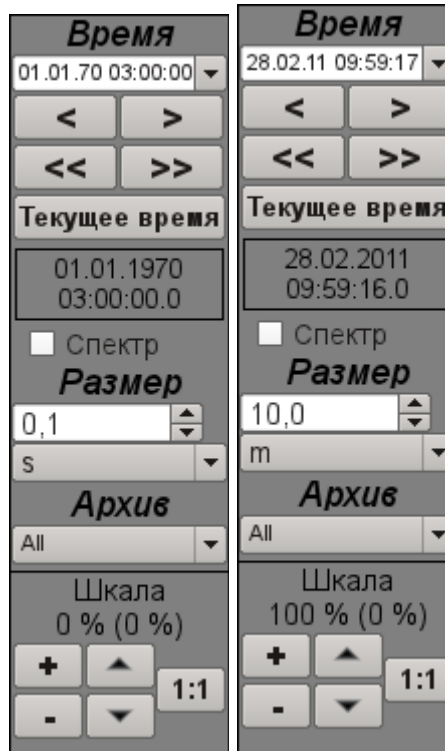 Время
01.01.70 03:00:00
<
>
<<
>>
Текущее время
01.01.1970
03:00:00.0
Спектр
Размер
0,1
s
Архив
All
Шкала
0 % (0 %)
+
1:1
-
Время
28.02.11 09:59:17
<
>
<<
>>
Текущее время
28.02.2011
09:59:16.0
Спектр
Размер
10,0
m
Архив
All
Шкала
100 % (0 %)
+
1:1
-